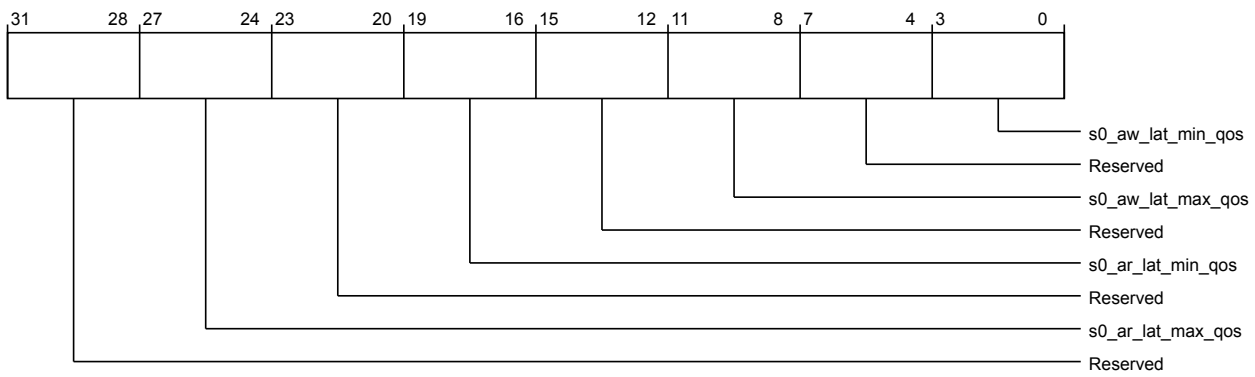 31 28 27 24 23 20 19 16 15 12 11 8 7 4 3 0
s0_aw_lat_min_qos
Reserved
s0_aw_lat_max_qos
Reserved
s0_ar_lat_min_qos
Reserved
s0_ar_lat_max_qos
Reserved